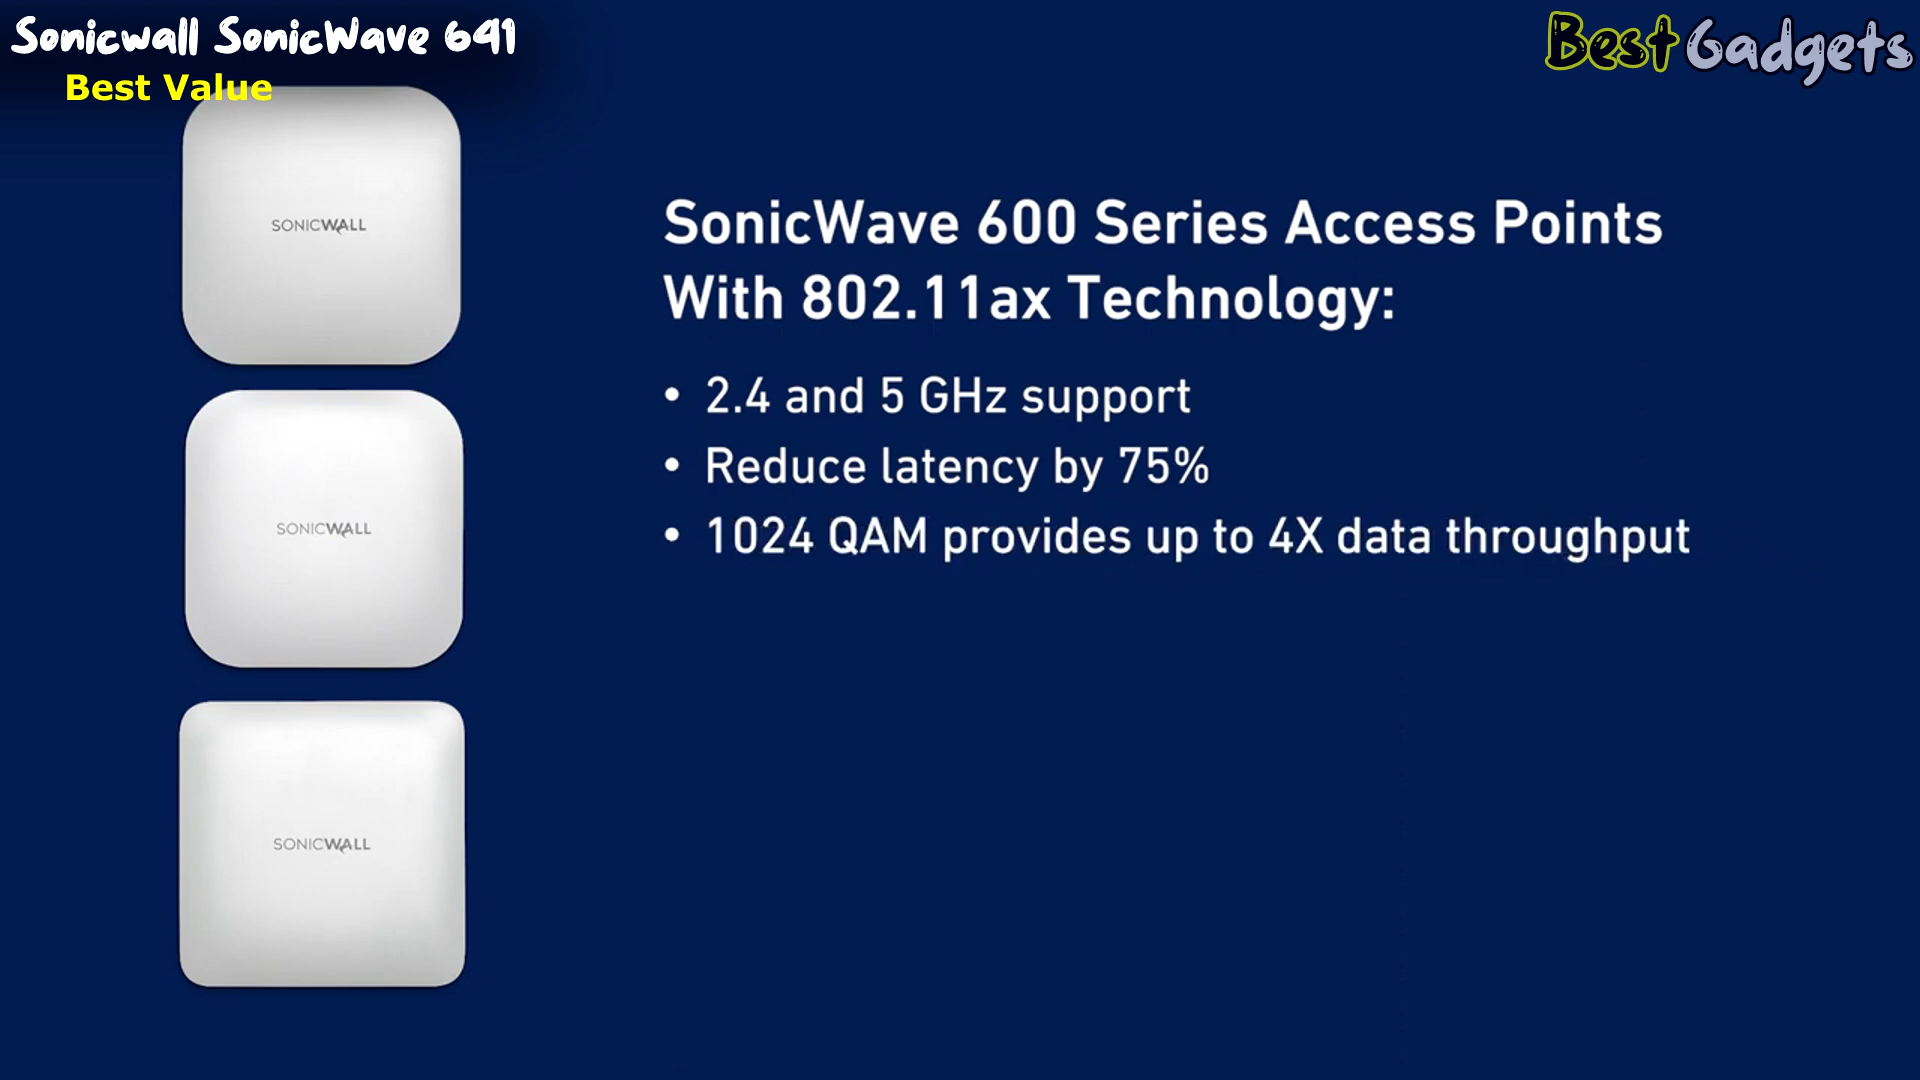 Sonicwall SonicWave 641
Best Value
Best Gadgets
SONICWALL
SonicWave 600 Series Access Points
With 802.11ax Technology:
• 2.4 and 5 GHz support
• Reduce latency by 75%
• 1024 QAM provides up to 4X data throughput
SONICWALL
SONICWALL